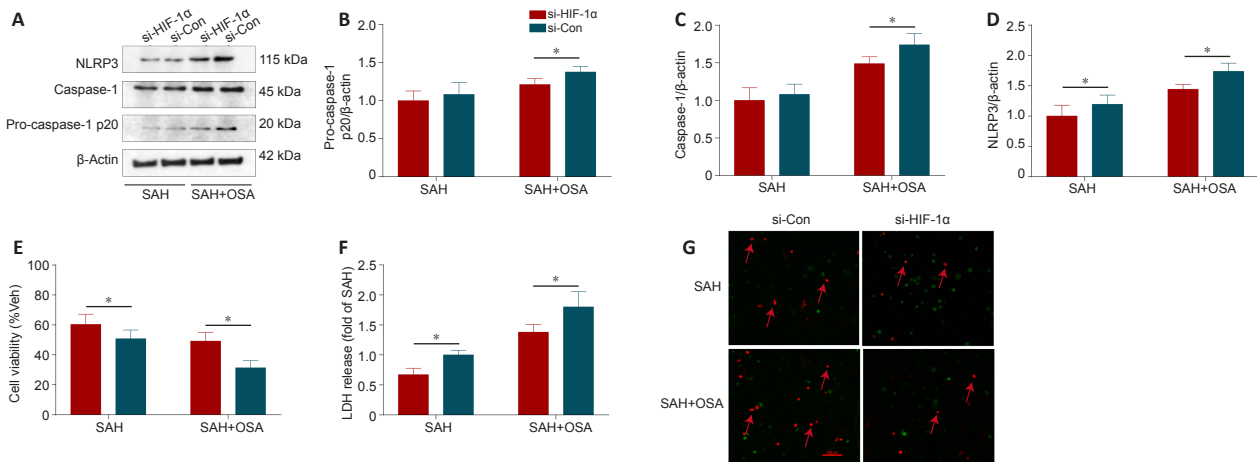 A
si-HIF-1α
si-Con
si-HIF-1α
si-Con
NLRP3
115 kDa
Caspase-1
45 kDa
Pro-caspase-1 p20
20 kDa
β-Actin
42 kDa
SAH
SAH+OSA
B
si-HIF-1α
si-Con
Pro-caspase-1
p20/β-actin
2.0
1.5
1.0
0.5
0
*
SAH
SAH+OSA
C
Caspase-1/β-actin
2.0
1.5
1.0
0.5
0
*
SAH
SAH+OSA
D
NLRP3/β-actin
2.0
1.5
1.0
0.5
0
*
*
SAH
SAH+OSA
E
Cell viability (%Veh)
100
80
60
40
20
0
*
*
SAH
SAH+OSA
F
LDH release (fold of SAH)
2.5
2.0
1.5
1.0
0.5
0
*
*
SAH
SAH+OSA
G
si-Con
si-HIF-1α
SAH
SAH+OSA